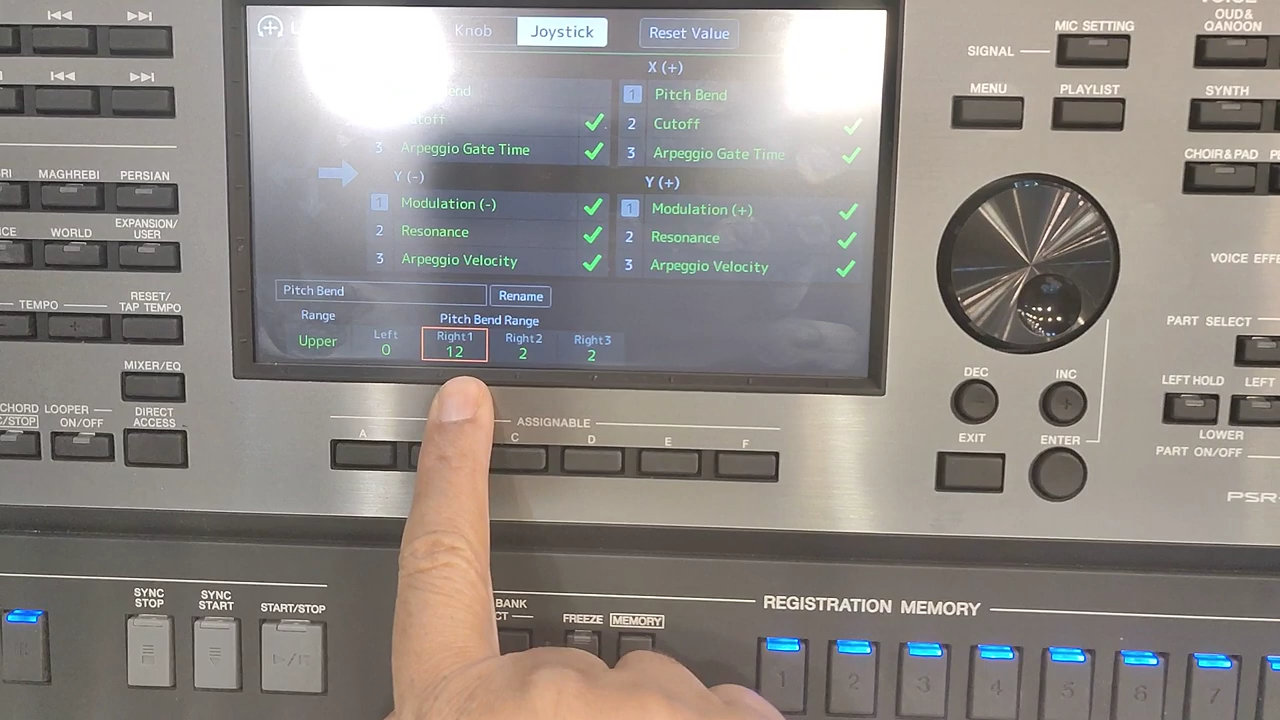 Knob Joystick Reset Value
X (+)
1 Pitch Bend
2 Cutoff
3 Arpeggio Gate Time
3 Arpeggio Gate Time
Y (-)
1 Modulation (-)
2 Resonance
3 Arpeggio Velocity
Y (+)
1 Modulation (+)
2 Resonance
3 Arpeggio Velocity
Pitch Bend Rename
Range
Upper
Pitch Bend Range
Left Right1 Right2 Right3
0 12 2 2
MAGHREBI PERSIAN
WORLD EXPANSION/
USER
TEMPO
RESET/
TAP TEMPO
MIXER/EQ
CHORD LOOPER DIRECT
ON/OFF ACCESS
ASSIGNABLE
A C D E F
SIGNAL MIC SETTING
OUD&
QANOON
MENU PLAYLIST SYNTH
CHOIR&PAD
PART SELECT
DEC INC
EXIT ENTER
LEFT HOLD LEFT
LOWER
PART ON/OFF
PSR-
SYNC
STOP
SYNC
START
START/STOP
BANK
FREEZE MEMORY
REGISTRATION MEMORY
1 2 3 4 5 6 7